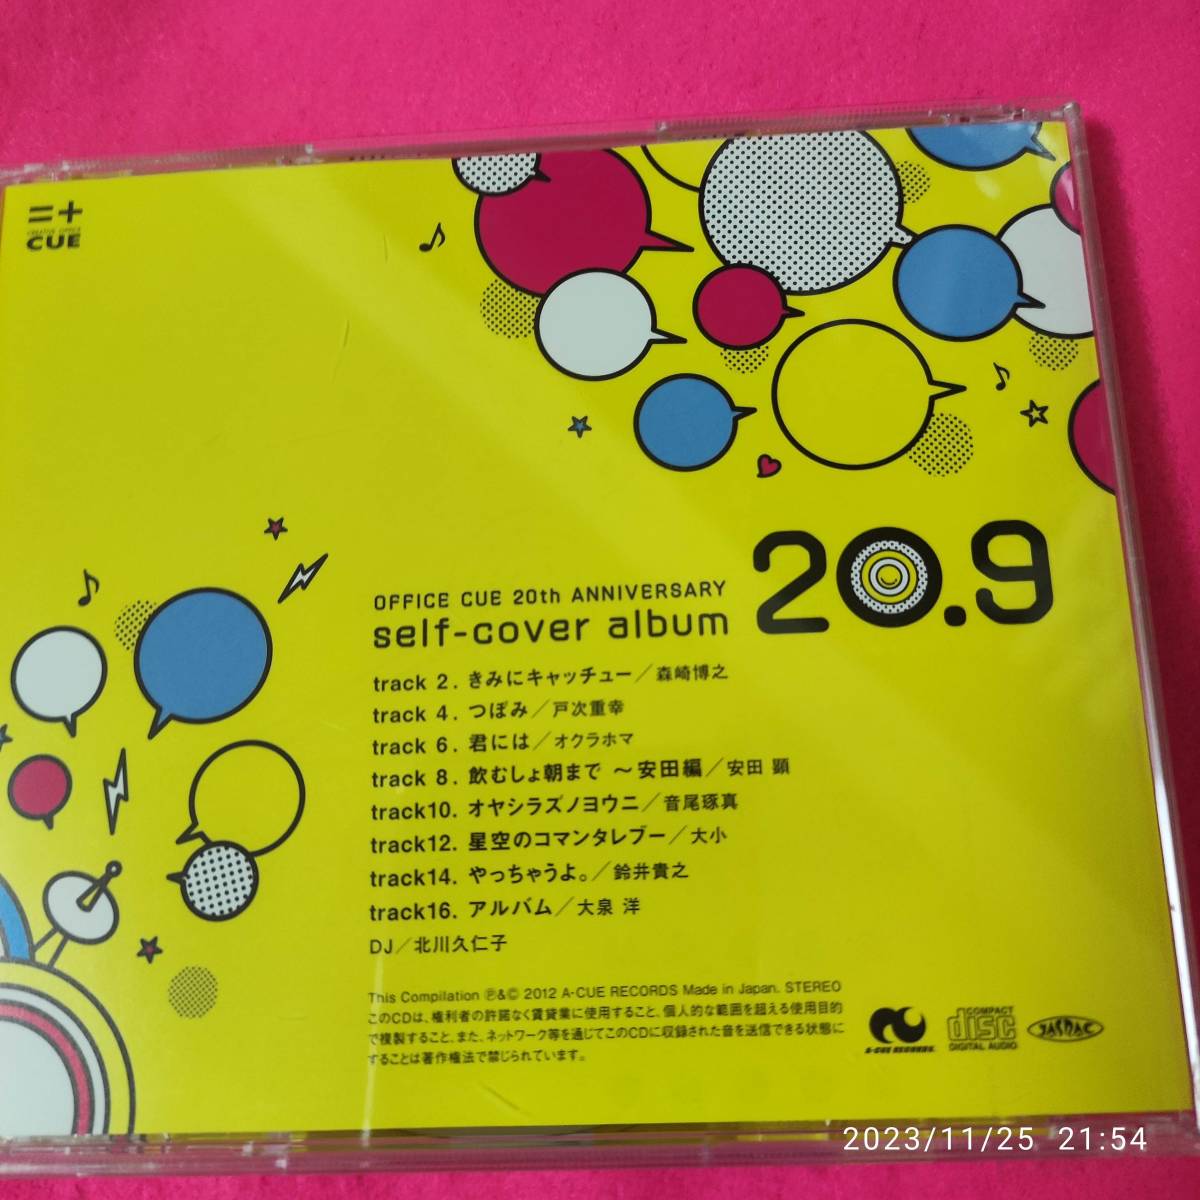 二十
CREATIVE OFFICE
CUE
OFFICE CUE 20th ANNIVERSARY
self-cover album
20.9
track 2. きみにキャッチュー／森崎博之
track 4. つぼみ／戸次重幸
track 6. 君には／オクラホマ
track 8. 飲むしょ朝まで ～安田編／安田 顕
track10. オヤシラズノヨウニ／音尾琢真
track12. 星空のコマンタレブー／大小
track14. やっちゃうよ。／鈴井貴之
track16. アルバム／大泉 洋
DJ／北川久仁子
This Compilation ℗&© 2012 A-CUE RECORDS Made in Japan. STEREO
このCDは、権利者の許諾なく賃貸業に使用すること、個人的な範囲を超える使用目的
で複製すること、また、ネットワーク等を通じてこのCDに収録された音を送信できる状態に
することは著作権法で禁じられています。
A-CUE RECORDS.
COMPACT
disc
DIGITAL AUDIO
JASRAC
2023/11/25 21:54